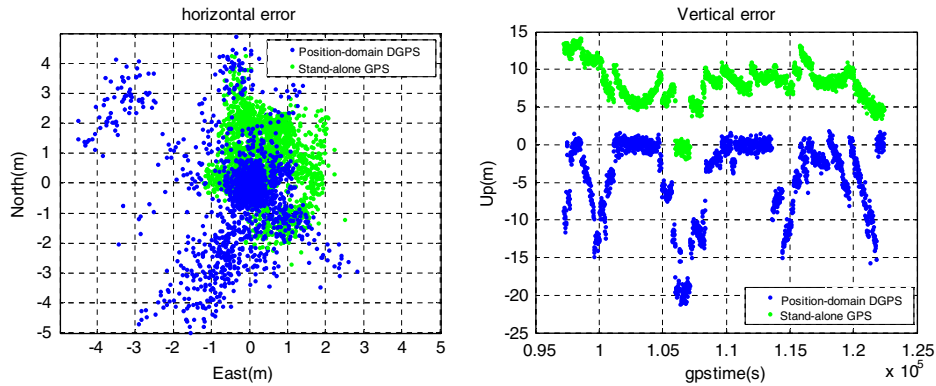 horizontal error
4
3
2
1
0
-1
-2
-3
-4
-5
North(m)
-4 -3 -2 -1 0 1 2 3 4 5
East(m)
Position-domain DGPS
Stand-alone GPS
Vertical error
15
10
5
0
-5
-10
-15
-20
-25
Up(m)
0.95 1 1.05 1.1 1.15 1.2 1.25
x 10^5
gpstime(s)
Position-domain DGPS
Stand-alone GPS